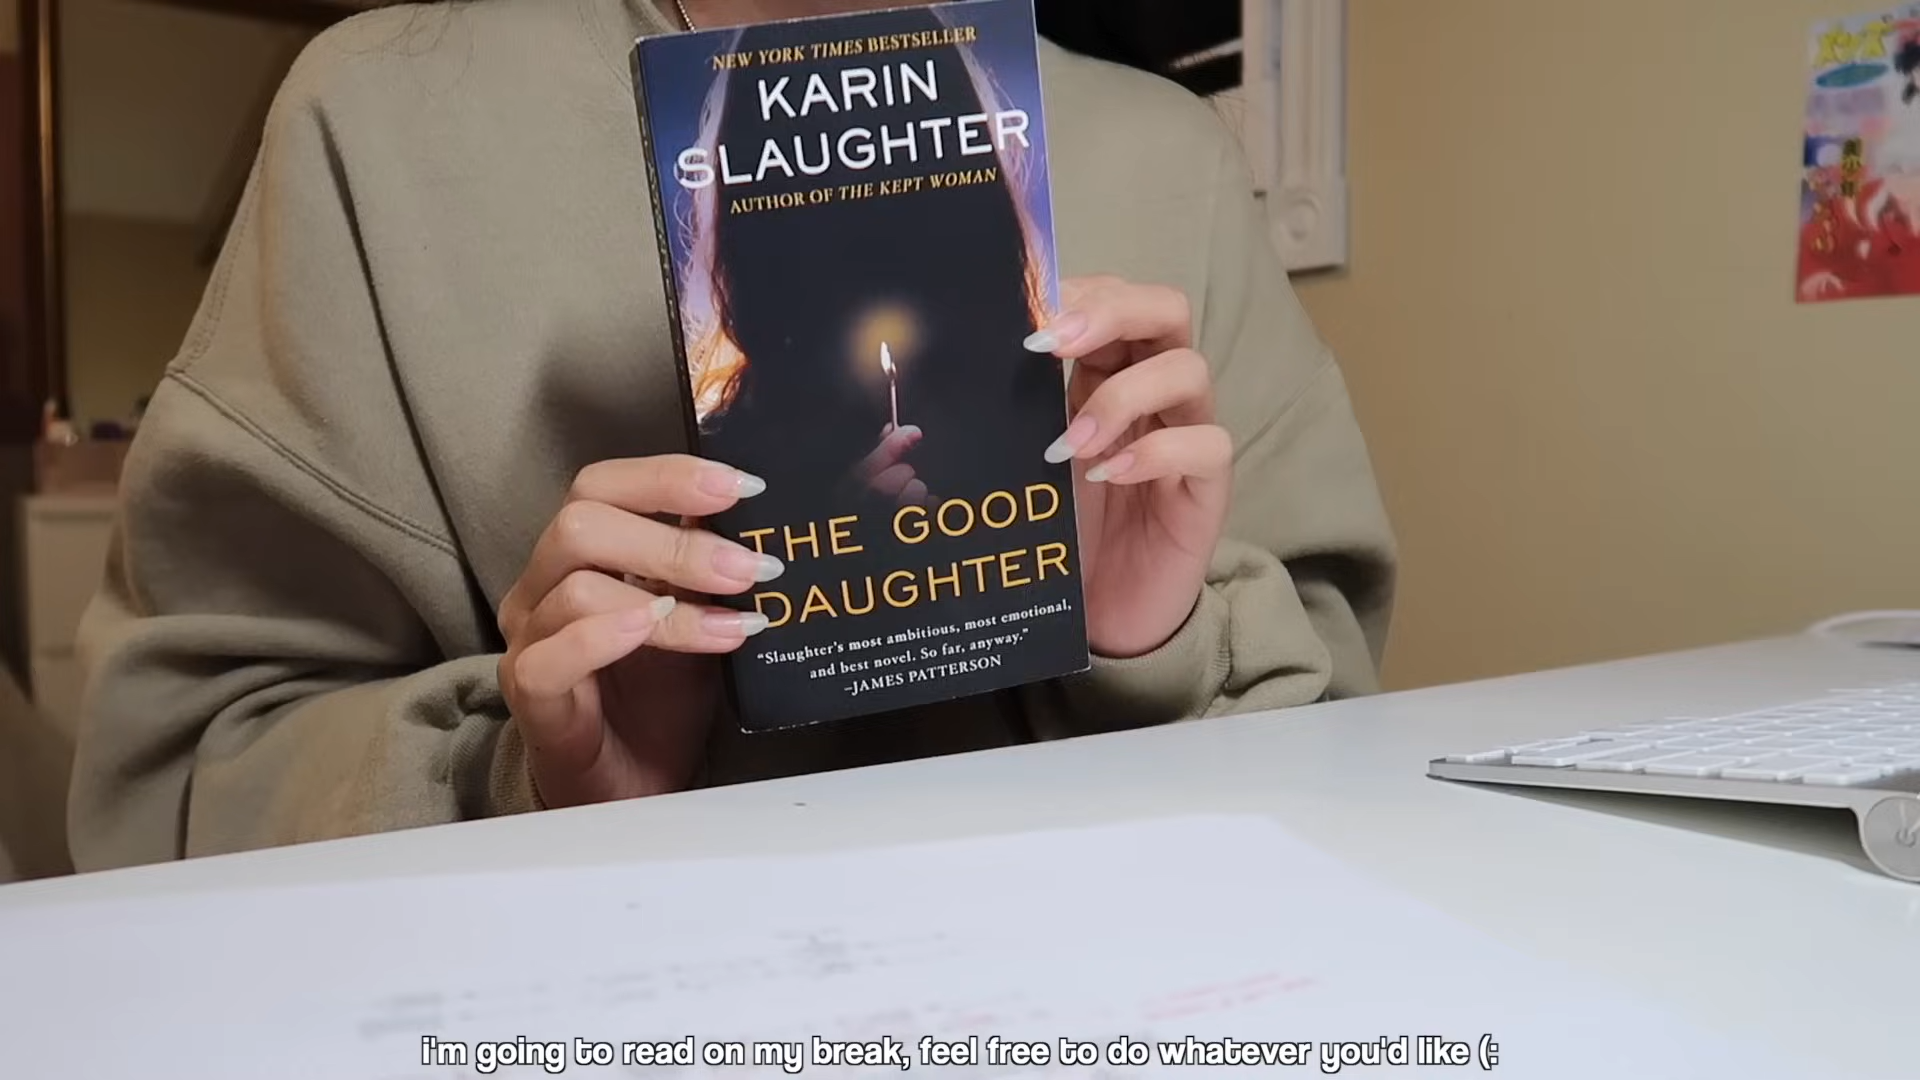 NEW YORK TIMES BESTSELLER
KARIN
SLAUGHTER
AUTHOR OF THE KEPT WOMAN
THE GOOD
DAUGHTER
"Slaughter's most ambitious, most emotional,
and best novel. So far, anyway."
–JAMES PATTERSON
i'm going to read on my break, feel free to do whatever you'd like (: